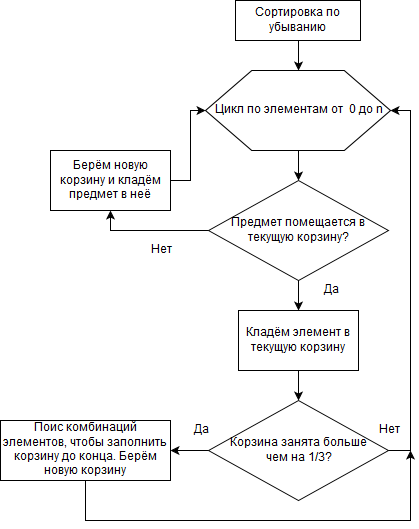 Сортировка по
убыванию
Цикл по элементам от 0 до n
Берём новую
корзину и кладём
предмет в неё
Предмет помещается в
текущую корзину?
Нет
Да
Кладём элемент в
текущую корзину
Корзина занята больше
чем на 1/3?
Да
Нет
Поис комбинаций
элементов, чтобы заполнить
корзину до конца. Берём
новую корзину